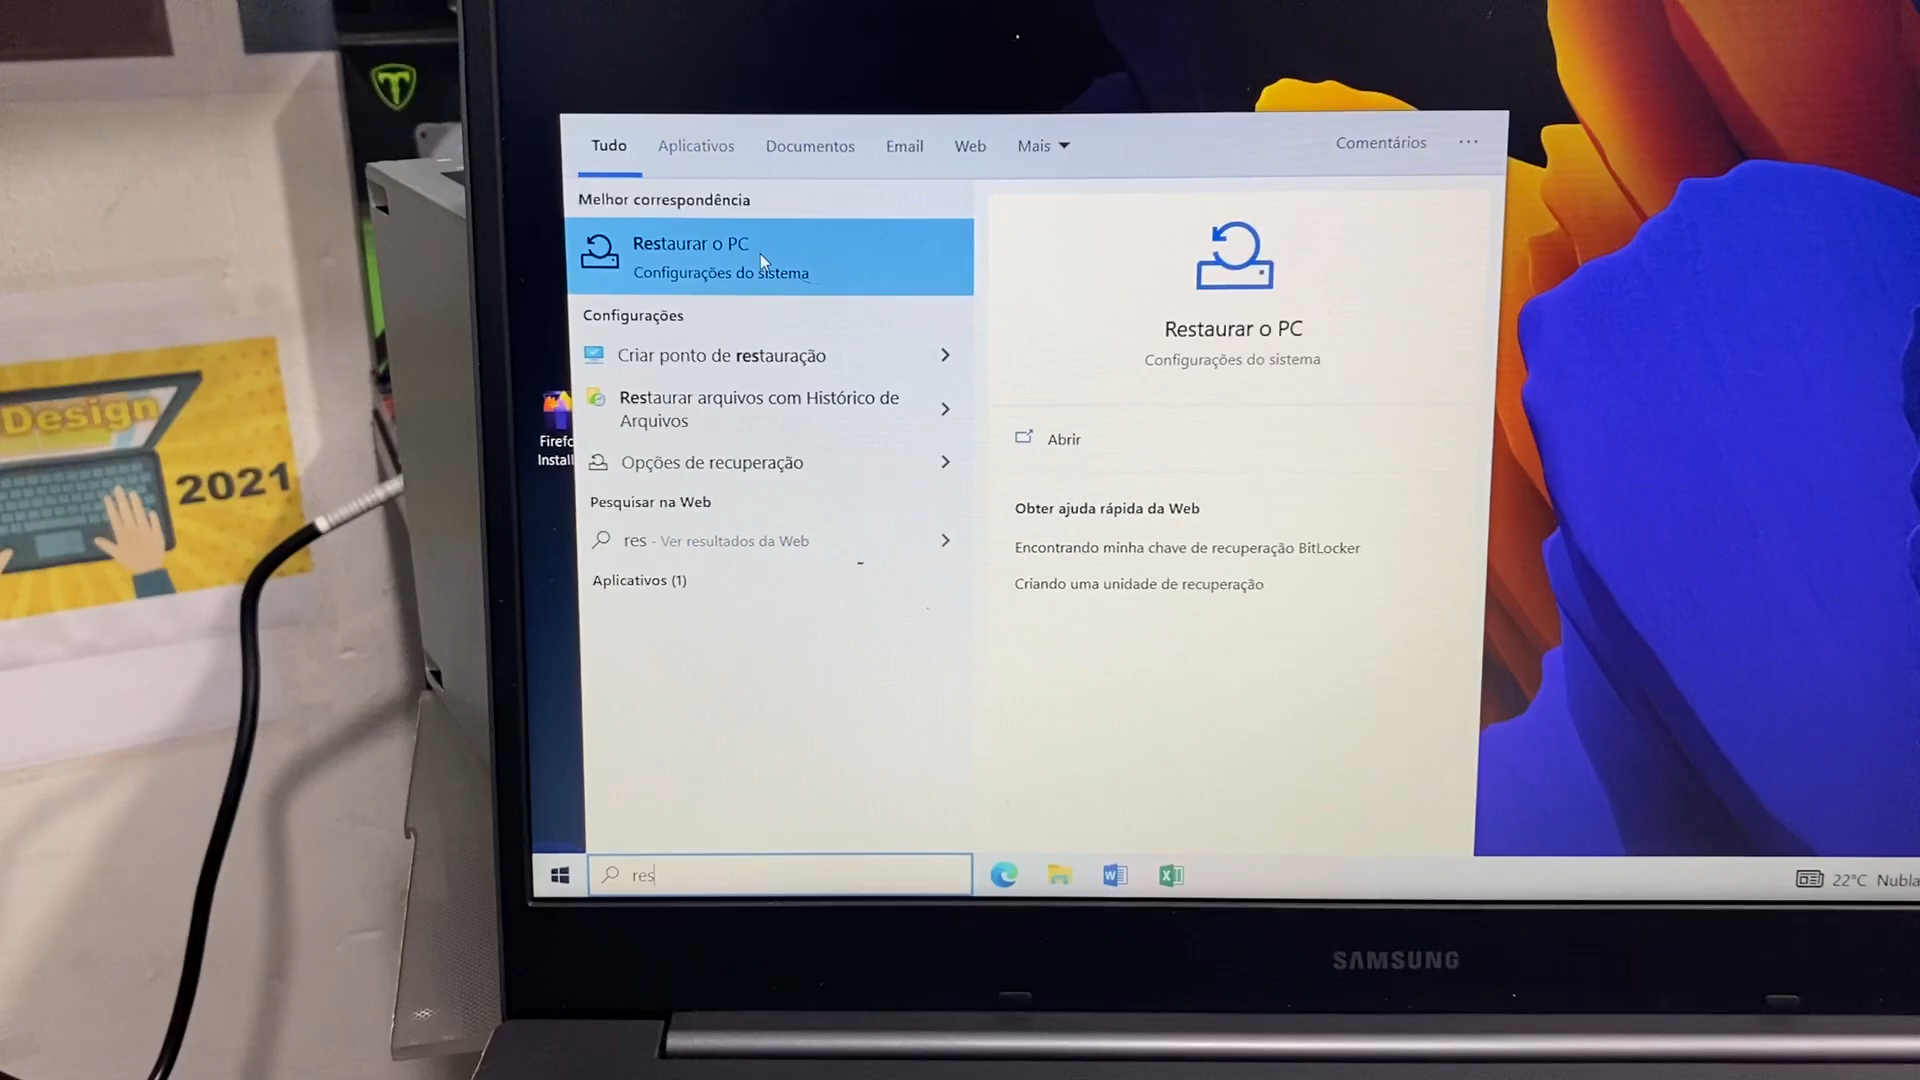 Design
2021
Tudo
Aplicativos
Documentos
Email
Web
Mais
Comentários
Melhor correspondência
Restaurar o PC
Configurações do sistema
Configurações
Criar ponto de restauração
Restaurar arquivos com Histórico de
Arquivos
Opções de recuperação
Pesquisar na Web
res - Ver resultados da Web
Aplicativos (1)
Restaurar o PC
Configurações do sistema
Abrir
Obter ajuda rápida da Web
Encontrando minha chave de recuperação BitLocker
Criando uma unidade de recuperação
Firefo
Install
res
22°C Nubla
SAMSUNG